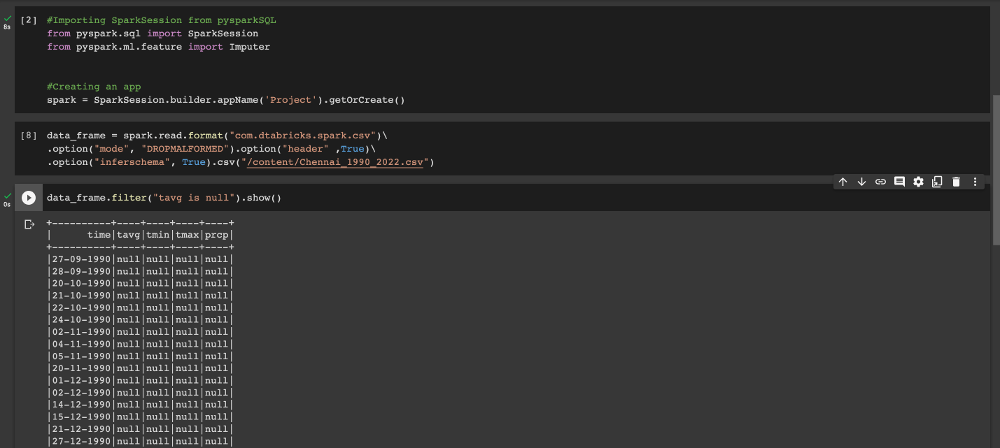 [2] #Importing SparkSession from pysparkSQL
8s
from pyspark.sql import SparkSession
from pyspark.ml.feature import Imputer
#Creating an app
spark = SparkSession.builder.appName('Project').getOrCreate()
[8] data_frame = spark.read.format("com.dtabricks.spark.csv")\
.option("mode", "DROPMALFORMED").option("header" ,True)\
.option("inferschema", True).csv("/content/Chennai_1990_2022.csv")
data_frame.filter("tavg is null").show()
0s
+----------+----+----+----+----+
|      time|tavg|tmin|tmax|prcp|
+----------+----+----+----+----+
|27-09-1990|null|null|null|null|
|28-09-1990|null|null|null|null|
|20-10-1990|null|null|null|null|
|21-10-1990|null|null|null|null|
|22-10-1990|null|null|null|null|
|24-10-1990|null|null|null|null|
|02-11-1990|null|null|null|null|
|04-11-1990|null|null|null|null|
|05-11-1990|null|null|null|null|
|20-11-1990|null|null|null|null|
|01-12-1990|null|null|null|null|
|02-12-1990|null|null|null|null|
|14-12-1990|null|null|null|null|
|15-12-1990|null|null|null|null|
|21-12-1990|null|null|null|null|
|27-12-1990|null|null|null|null|